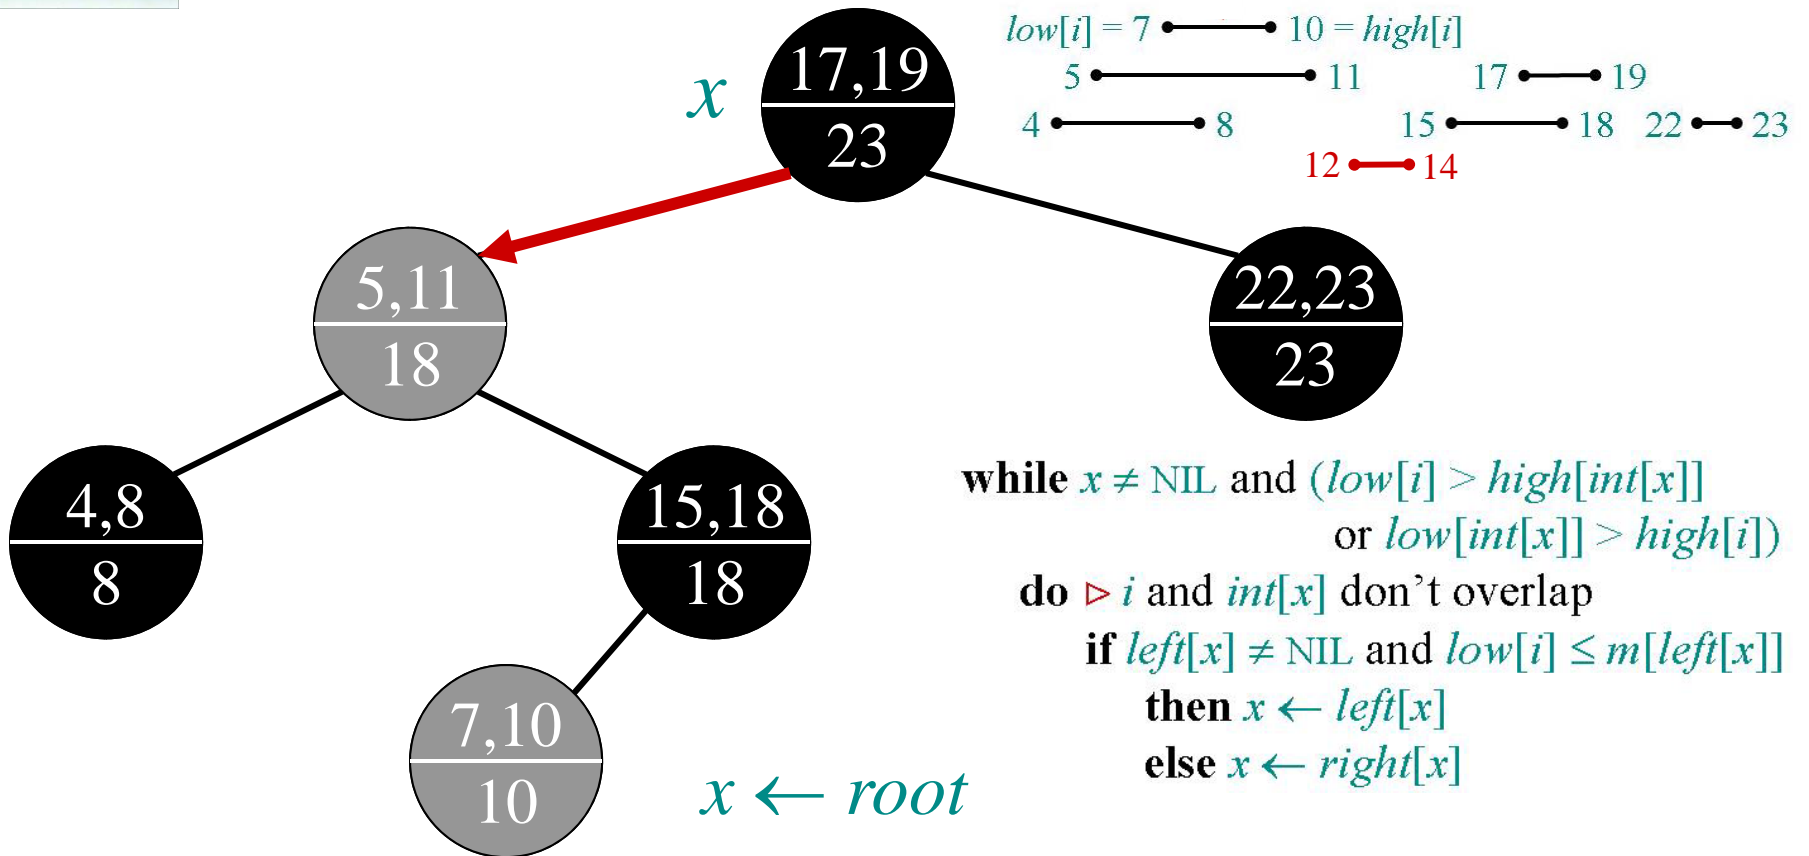 low[i] = 7 10 = high[i]
5 11 17 19
4 8 15 18 22 23
12 14
x
17,19
23
5,11
18
22,23
23
4,8
8
15,18
18
7,10
10
x ← root
while x ≠ NIL and (low[i] > high[int[x]]
or low[int[x]] > high[i])
do ⊳ i and int[x] don’t overlap
if left[x] ≠ NIL and low[i] ≤ m[left[x]]
then x ← left[x]
else x ← right[x]